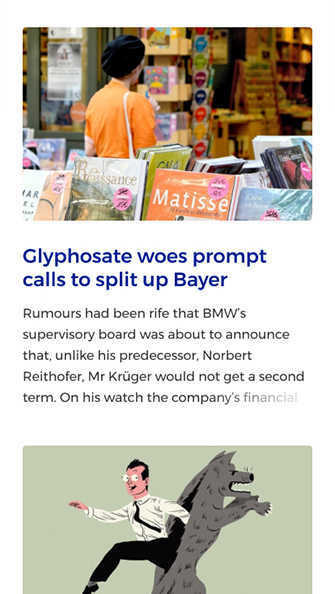 Renaissance
Matisse
Glyphosate woes prompt
calls to split up Bayer
Rumours had been rife that BMW’s
supervisory board was about to announce
that, unlike his predecessor, Norbert
Reithofer, Mr Krüger would not get a second
term. On his watch the company’s financial